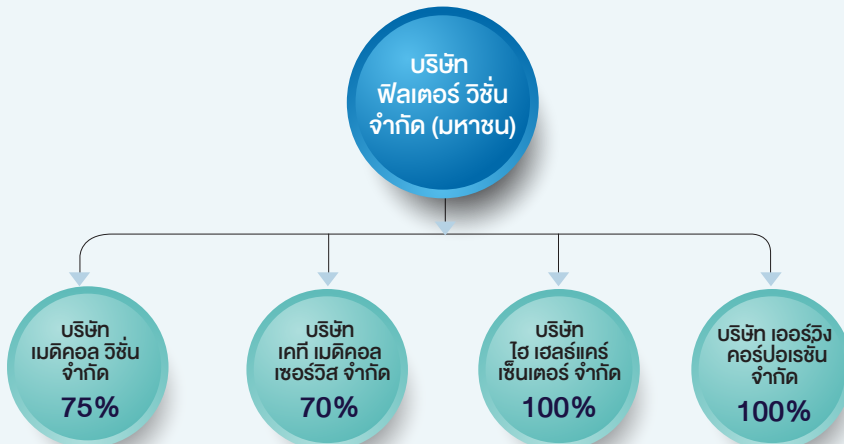 บริษัท
ฟิลเตอร์ วิชั่น
จำกัด (มหาชน)
บริษัท
เมดิคอล วิชั่น
จำกัด
75%
บริษัท
เคที เมดิคอล
เซอร์วิส จำกัด
70%
บริษัท
ไฮ เฮลธ์แคร์
เซ็นเตอร์ จำกัด
100%
บริษัท เออร์วิง
คอร์ปอเรชั่น
จำกัด
100%